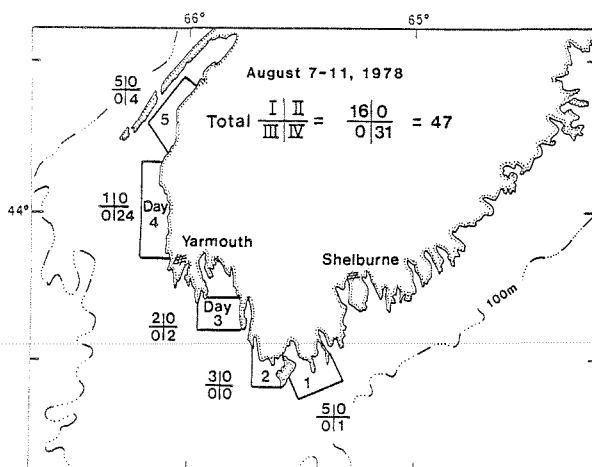 66° 65°
August 7-11, 1978
5|0
0|4
5
Total I|II = 16|0 = 47
III|IV 0|31
1|0
0|24
Day
4
44°
Yarmouth
Shelburne
100m
Day
3
2|0
0|2
3|0
0|0
2
1
5|0
0|1